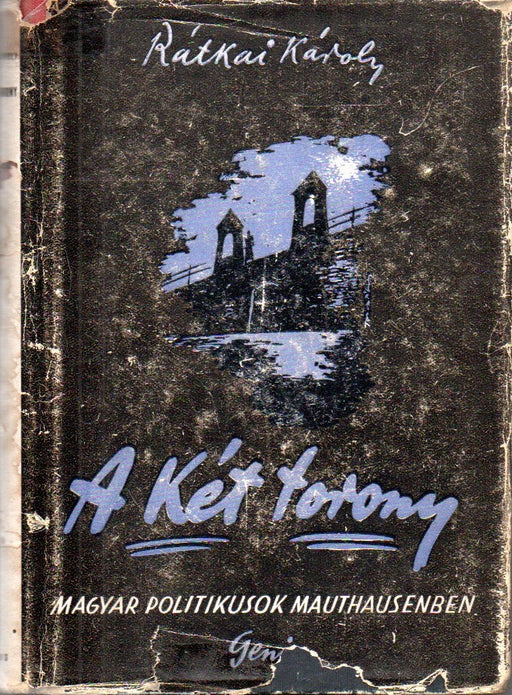 Rátkai Károly
A Két torony
MAGYAR POLITIKUSOK MAUTHAUSENBEN